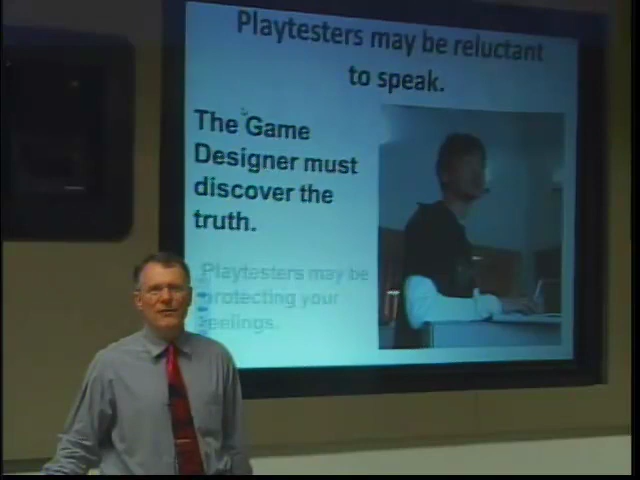 Playtesters may be reluctant
to speak.
The Game
Designer must
discover the
truth.
Playtesters may be
protecting your
feelings.